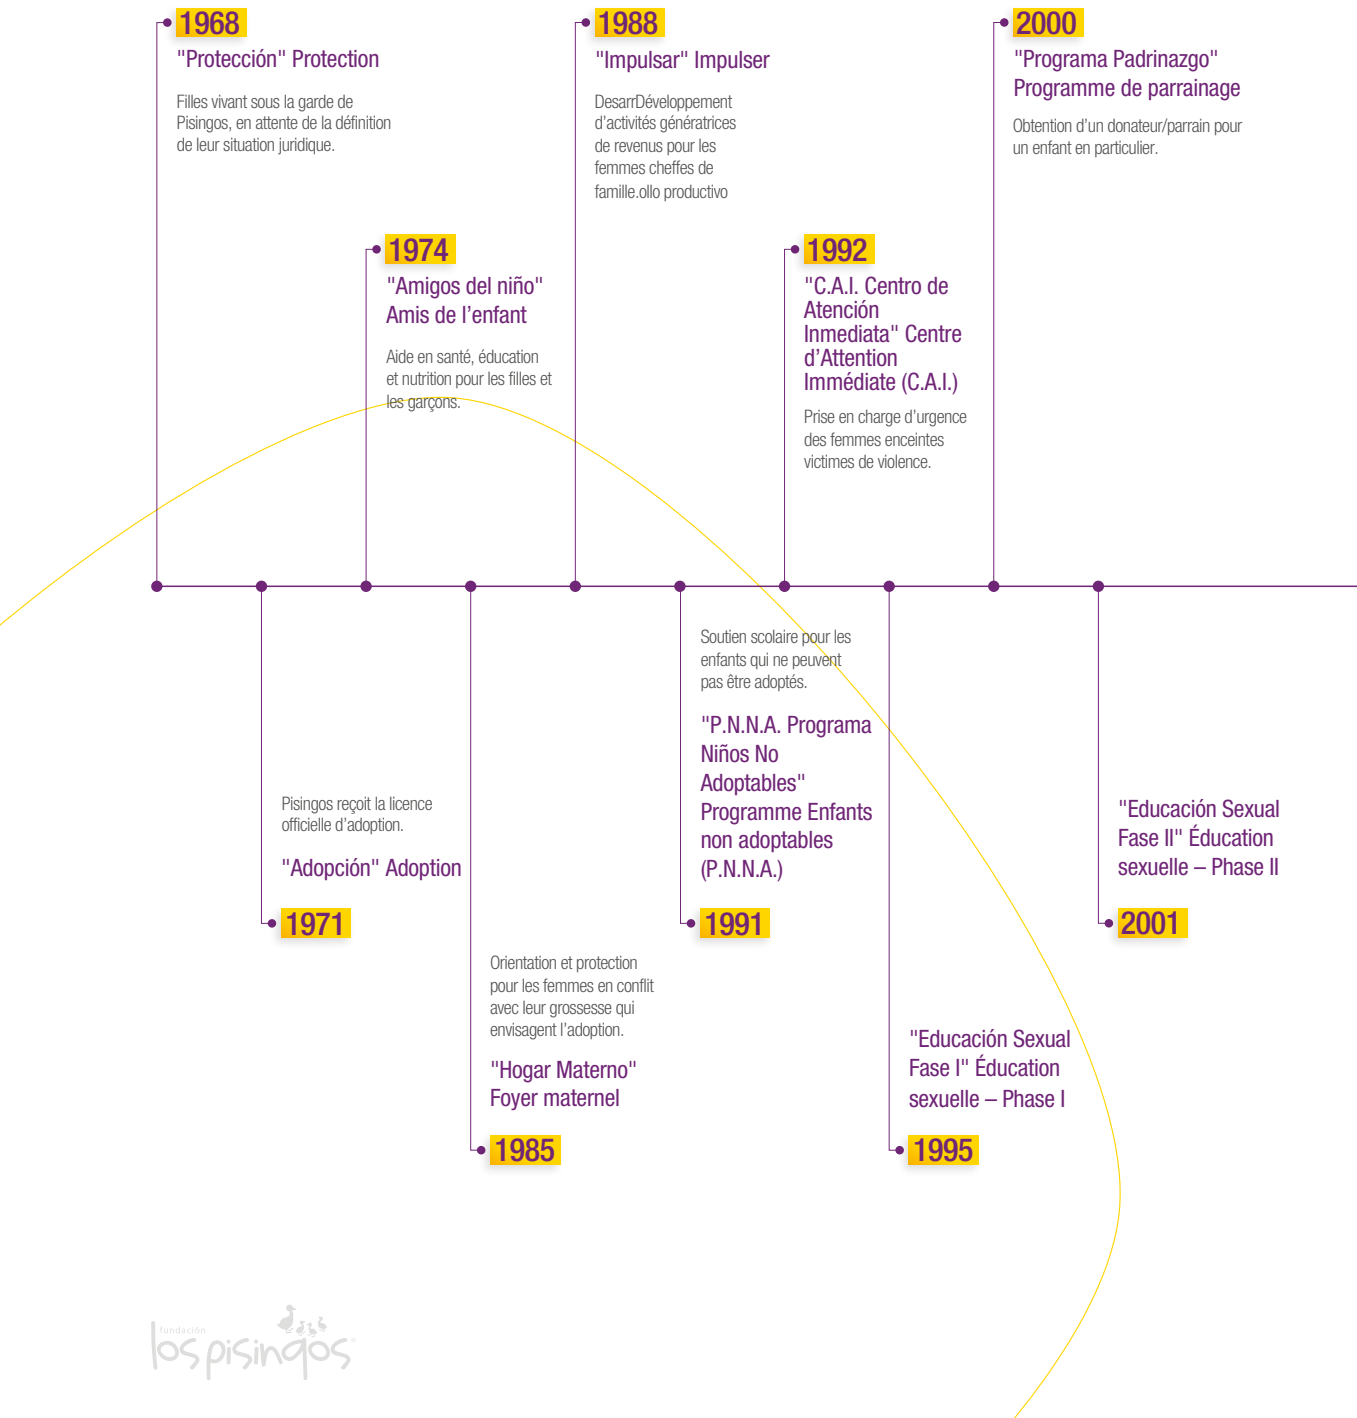 1968
"Protección" Protection
Filles vivant sous la garde de
Pisingos, en attente de la définition
de leur situation juridique.
1988
"Impulsar" Impulser
DesarrDéveloppement
d’activités génératrices
de revenus pour les
femmes cheffes de
famille.ollo productivo
2000
"Programa Padrinazgo"
Programme de parrainage
Obtention d’un donateur/parrain pour
un enfant en particulier.
1974
"Amigos del niño"
Amis de l’enfant
Aide en santé, éducation
et nutrition pour les filles et
les garçons.
1992
"C.A.I. Centro de
Atención
Inmediata" Centre
d’Attention
Immédiate (C.A.I.)
Prise en charge d’urgence
des femmes enceintes
victimes de violence.
Pisingos reçoit la licence
officielle d’adoption.
"Adopción" Adoption
1971
Soutien scolaire pour les
enfants qui ne peuvent
pas être adoptés.
"P.N.N.A. Programa
Niños No
Adoptables"
Programme Enfants
non adoptables
(P.N.N.A.)
1991
"Educación Sexual
Fase II" Éducation
sexuelle – Phase II
2001
Orientation et protection
pour les femmes en conflit
avec leur grossesse qui
envisagent l’adoption.
"Hogar Materno"
Foyer maternel
1985
"Educación Sexual
Fase I" Éducation
sexuelle – Phase I
1995
fundación
los pisingos